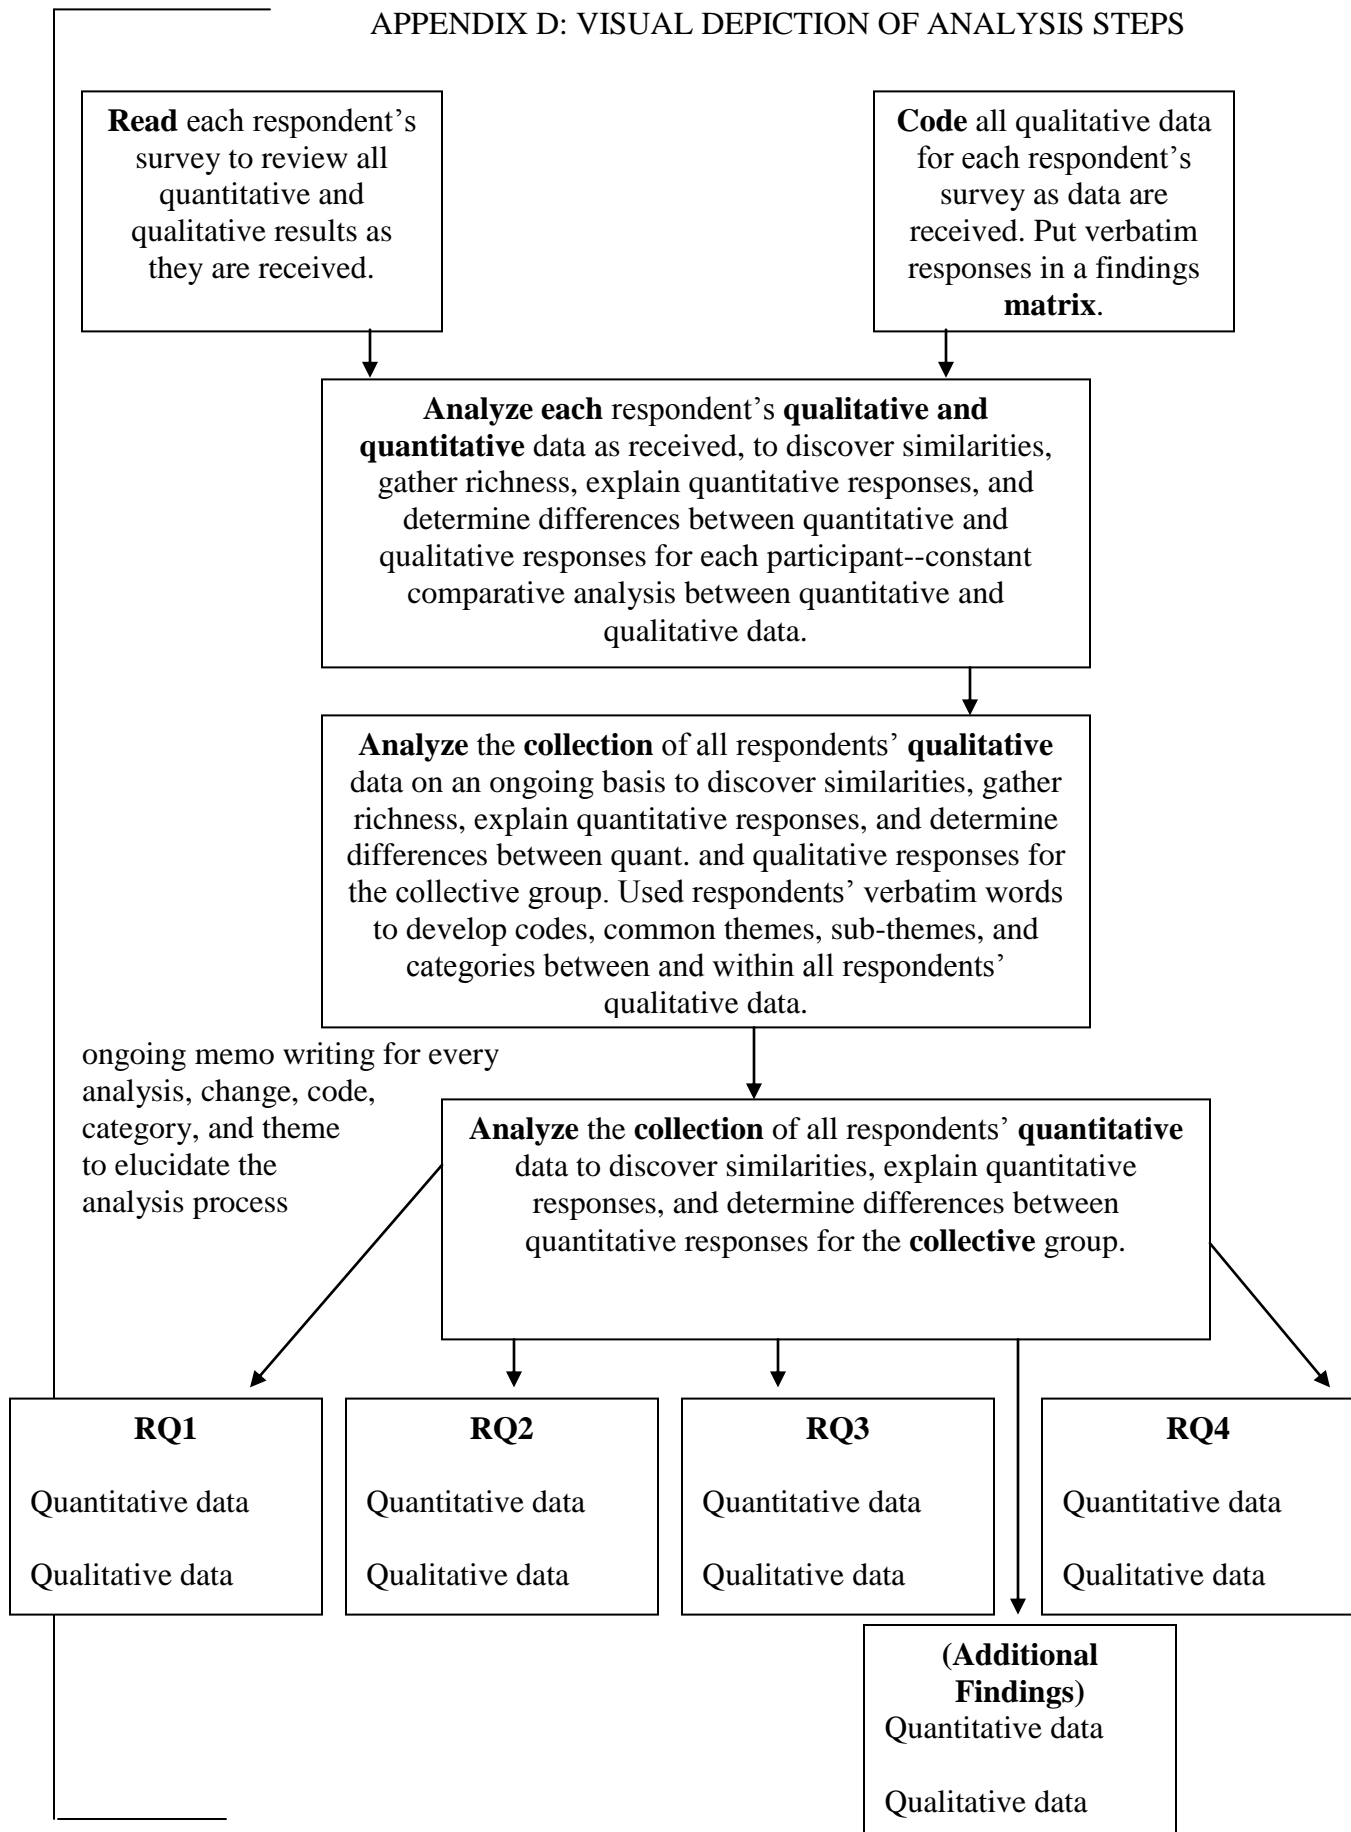 APPENDIX D: VISUAL DEPICTION OF ANALYSIS STEPS
Read each respondent’s
survey to review all
quantitative and
qualitative results as
they are received.
Code all qualitative data
for each respondent’s
survey as data are
received. Put verbatim
responses in a findings
matrix.
Analyze each respondent’s qualitative and
quantitative data as received, to discover similarities,
gather richness, explain quantitative responses, and
determine differences between quantitative and
qualitative responses for each participant--constant
comparative analysis between quantitative and
qualitative data.
Analyze the collection of all respondents’ qualitative
data on an ongoing basis to discover similarities, gather
richness, explain quantitative responses, and determine
differences between quant. and qualitative responses for
the collective group. Used respondents’ verbatim words
to develop codes, common themes, sub-themes, and
categories between and within all respondents’
qualitative data.
ongoing memo writing for every
analysis, change, code,
category, and theme
to elucidate the
analysis process
Analyze the collection of all respondents’ quantitative
data to discover similarities, explain quantitative
responses, and determine differences between
quantitative responses for the collective group.
RQ1
Quantitative data
Qualitative data
RQ2
Quantitative data
Qualitative data
RQ3
Quantitative data
Qualitative data
RQ4
Quantitative data
Qualitative data
(Additional
Findings)
Quantitative data
Qualitative data